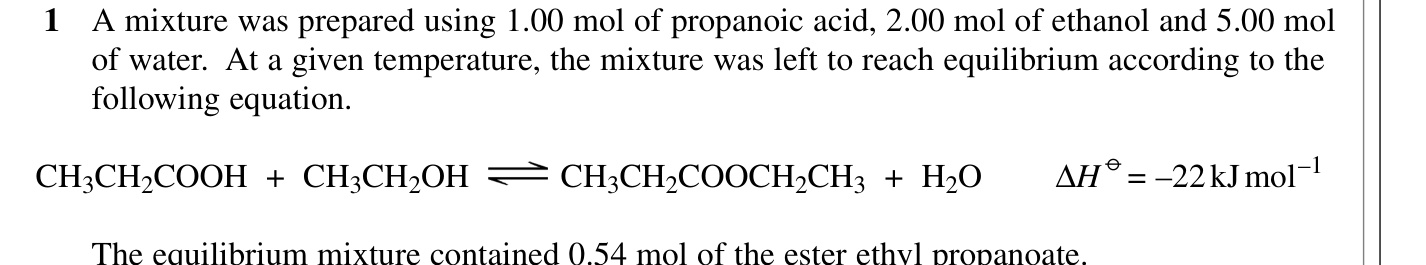 1 A mixture was prepared using 1.00 mol of propanoic acid, 2.00 mol of ethanol and 5.00 mol
of water. At a given temperature, the mixture was left to reach equilibrium according to the
following equation.
CH₃CH₂COOH + CH₃CH₂OH ⇌ CH₃CH₂COOCH₂CH₃ + H₂O ΔH⦵ = –22 kJ mol⁻¹
The equilibrium mixture contained 0.54 mol of the ester ethyl propanoate.